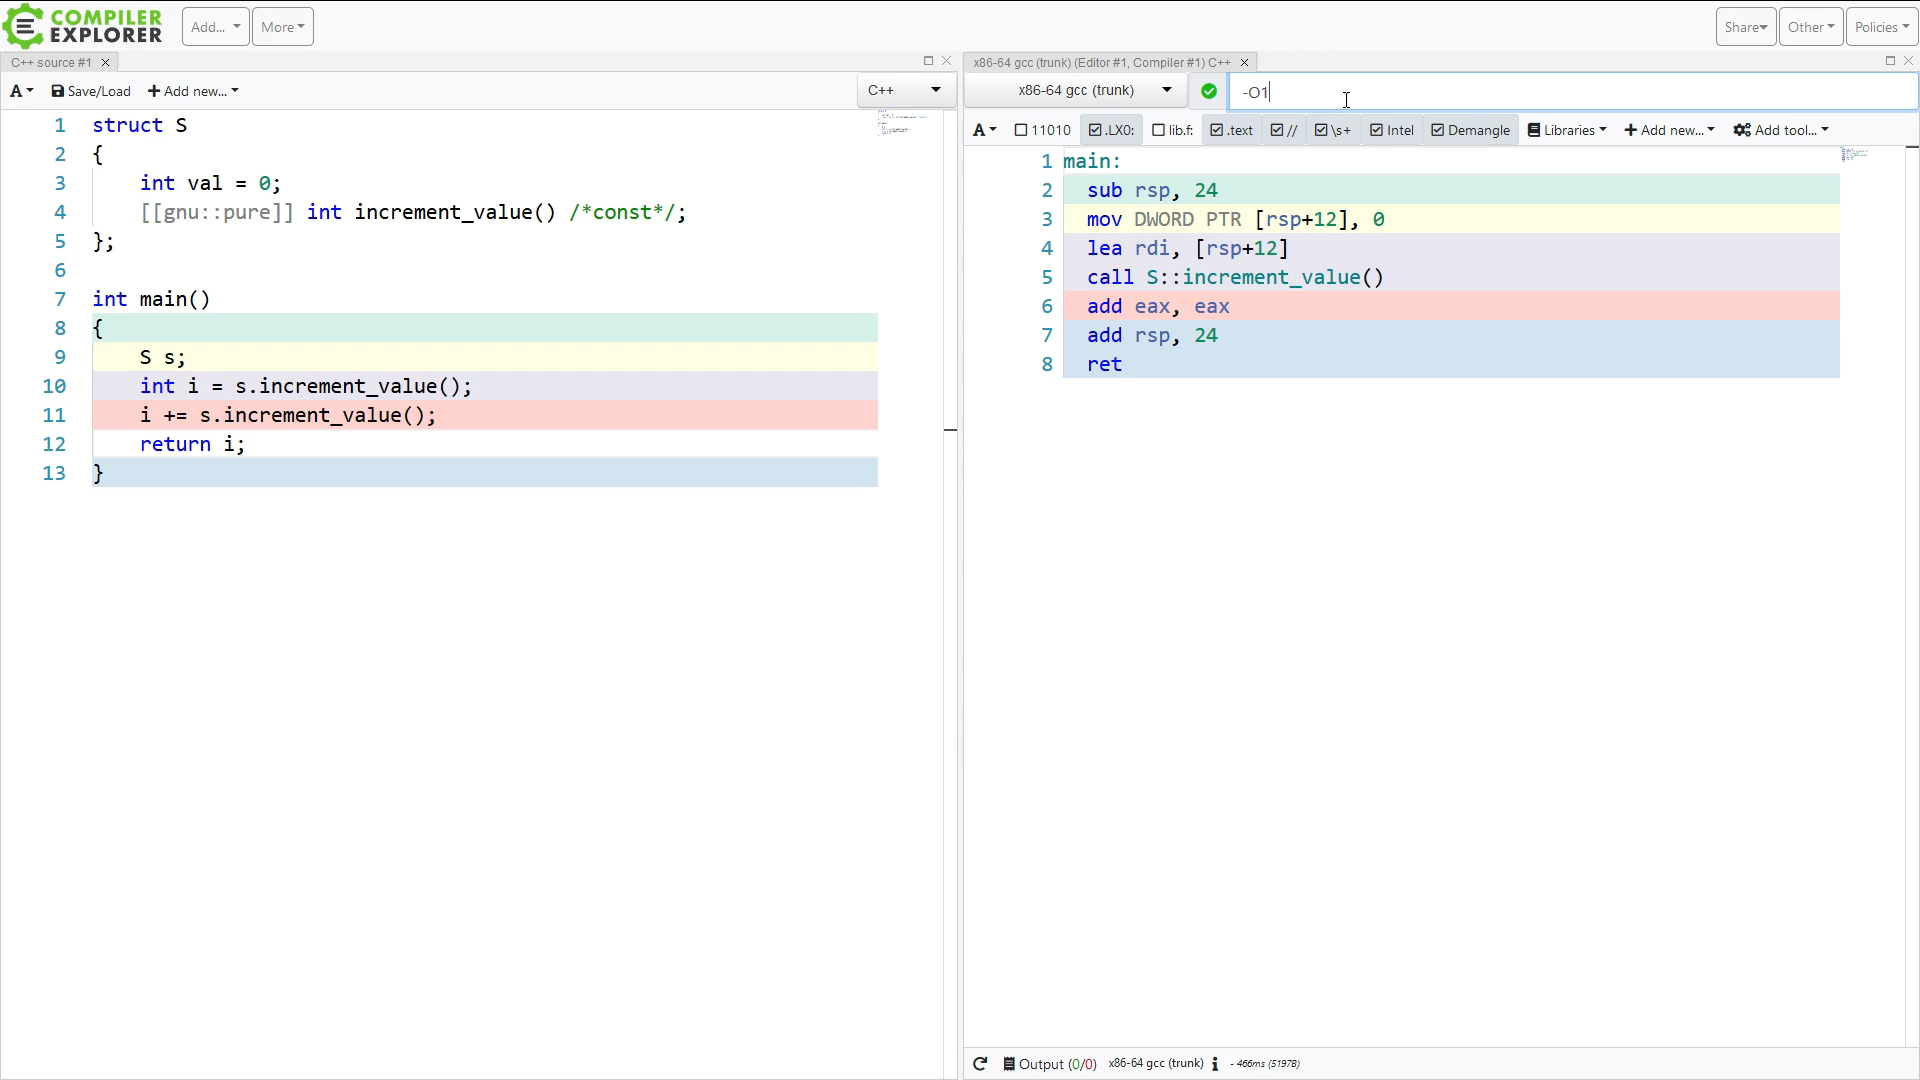 COMPILER
EXPLORER
Add...
More
Share
Other
Policies
C++ source #1
A
Save/Load
Add new...
C++
1 struct S
2 {
3 int val = 0;
4 [[gnu::pure]] int increment_value() /*const*/;
5 };
6
7 int main()
8 {
9 S s;
10 int i = s.increment_value();
11 i += s.increment_value();
12 return i;
13 }
x86-64 gcc (trunk) (Editor #1, Compiler #1) C++
x86-64 gcc (trunk)
-O1
A
11010
.LX0:
lib.f:
.text
//
\s+
Intel
Demangle
Libraries
Add new...
Add tool...
1 main:
2 sub rsp, 24
3 mov DWORD PTR [rsp+12], 0
4 lea rdi, [rsp+12]
5 call S::increment_value()
6 add eax, eax
7 add rsp, 24
8 ret
Output (0/0) x86-64 gcc (trunk) i - 466ms (5197B)